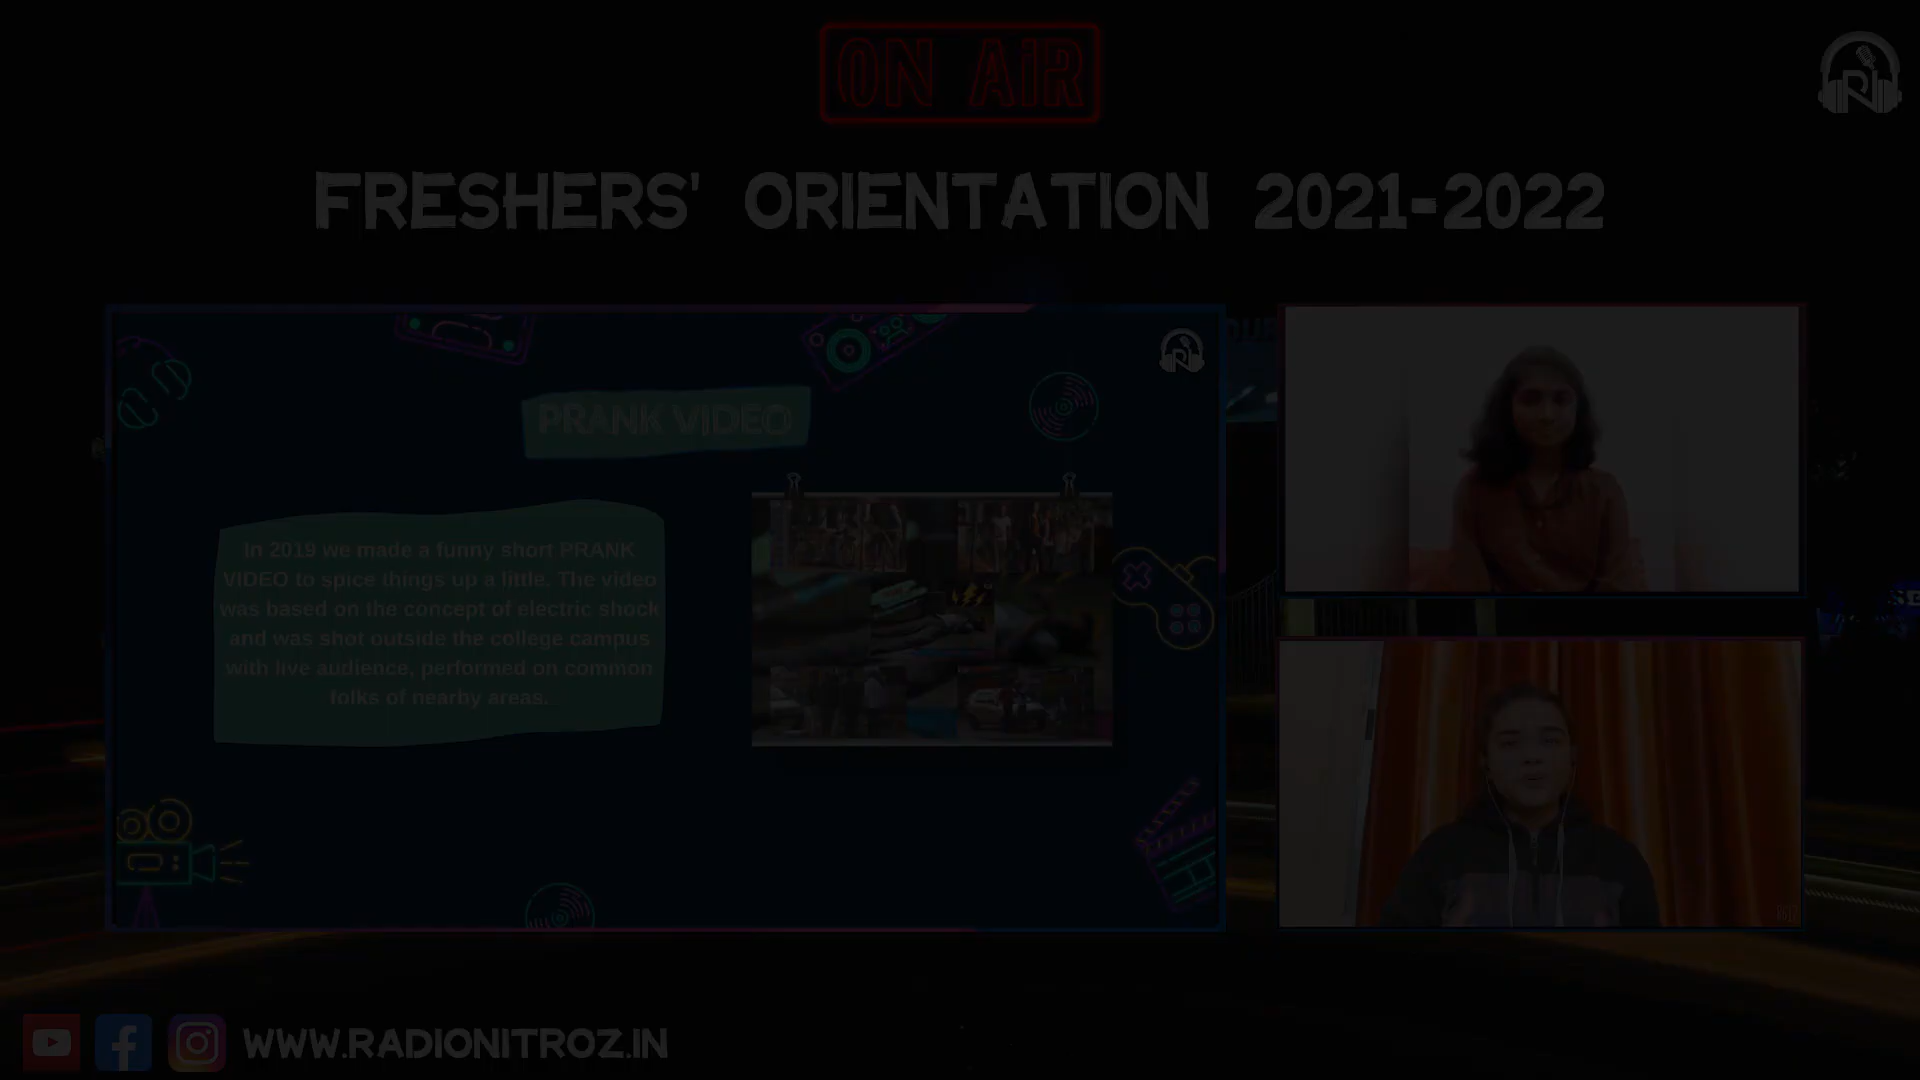 ON AIR
FRESHERS' ORIENTATION 2021-2022
PRANK VIDEO
In 2019 we made a funny short PRANK
VIDEO to spice things up a little. The video
was based on the concept of electric shock
and was shot outside the college campus
with live audience, performed on common
folks of nearby areas.
WWW.RADIONITROZ.IN